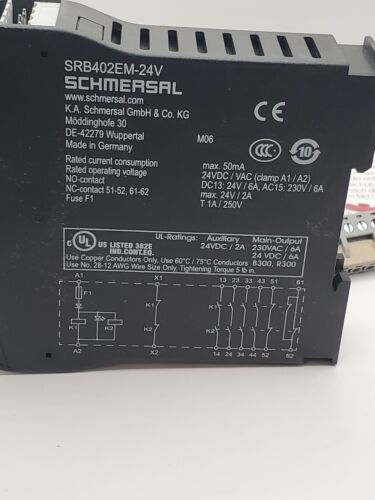 SRB402EM-24V
SCHMERSAL
www.schmersal.com
K.A. Schmersal GmbH & Co. KG
Möddinghofe 30
DE-42279 Wuppertal
Made in Germany
M06
CE
CCC
10
Rated current consumption max. 50mA
Rated operating voltage 24VDC / VAC (clamp A1 / A2)
NO-contact DC13: 24V / 6A, AC15: 230V / 6A
NC-contact 51-52, 61-62 max. 24V / 2A
Fuse F1 T 1A / 250V
UL-Ratings: Auxiliary Main-Output
c UL US LISTED 382E 24VDC / 2A 230VAC / 6A
IND.CONT.EQ. 24 VDC / 6A
Use Copper Conductors Only, Use 60°C / 75°C Conductors B300, R300
Use No. 28-12 AWG Wire Size Only, Tightening Torque 5 lb in.
A1 X1 13 23 33 43 51 61
F1
K1 K1
K1 K2
K2 K2
A2 X2 14 24 34 44 52 62